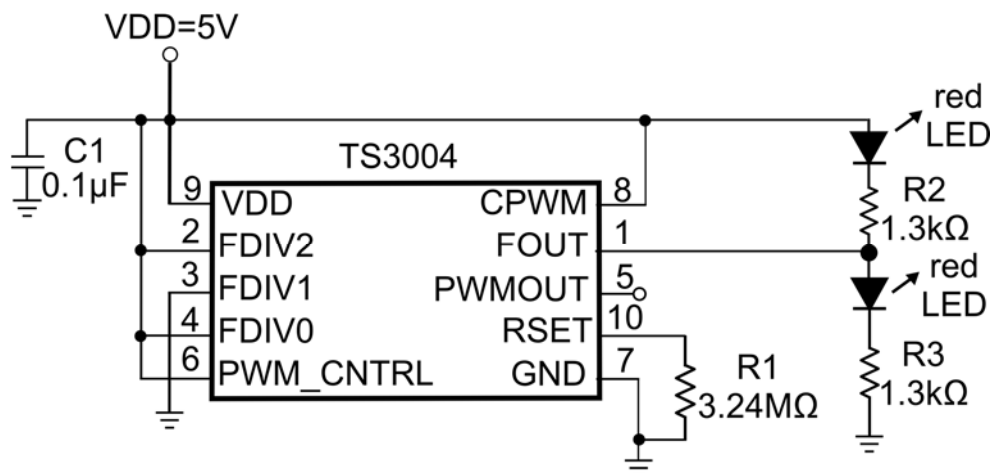 VDD=5V
red
LED
C1
0.1µF
TS3004
R2
1.3kΩ
9
VDD
CPWM
8
2
FDIV2
FOUT
1
3
FDIV1
PWMOUT
5
red
LED
4
FDIV0
RSET
10
6
PWM_CNTRL
GND
7
R1
3.24MΩ
R3
1.3kΩ